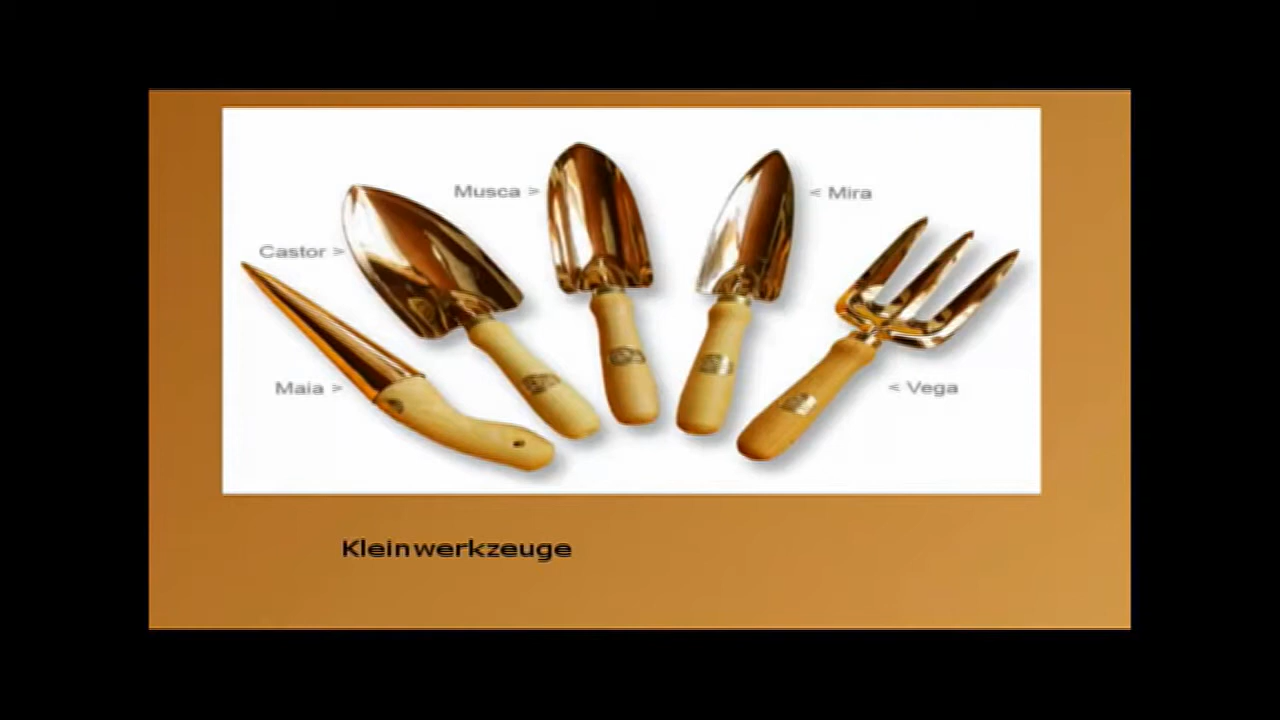 Musca >
< Mira
Castor >
Maia >
< Vega
Kleinwerkzeuge